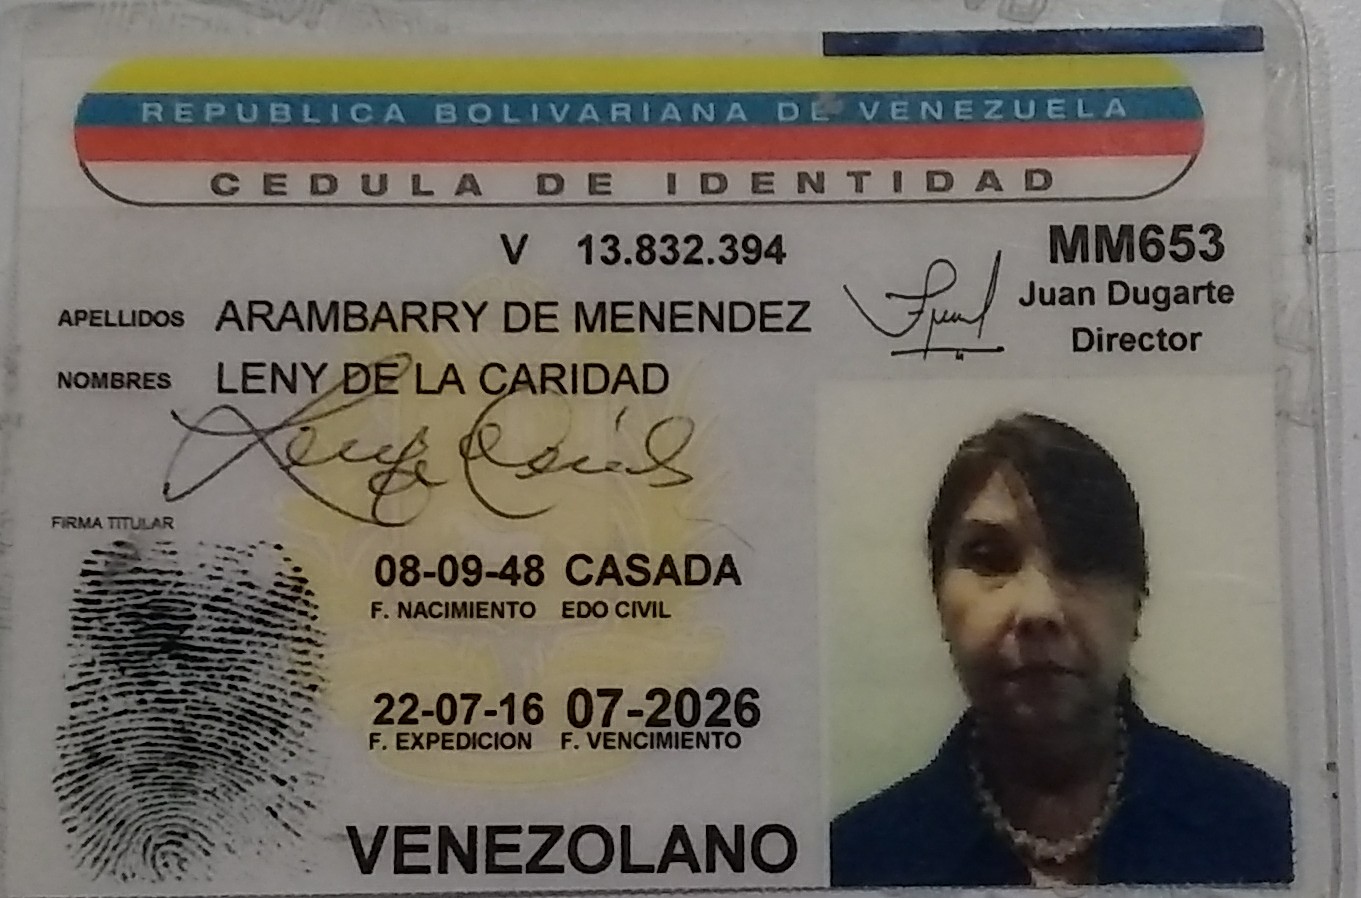 REPUBLICA BOLIVARIANA DE VENEZUELA
CEDULA DE IDENTIDAD
V 13.832.394
MM653
Juan Dugarte
Director
APELLIDOS ARAMBARRY DE MENENDEZ
NOMBRES LENY DE LA CARIDAD
FIRMA TITULAR
08-09-48 CASADA
F. NACIMIENTO EDO CIVIL
22-07-16 07-2026
F. EXPEDICION F. VENCIMIENTO
VENEZOLANO